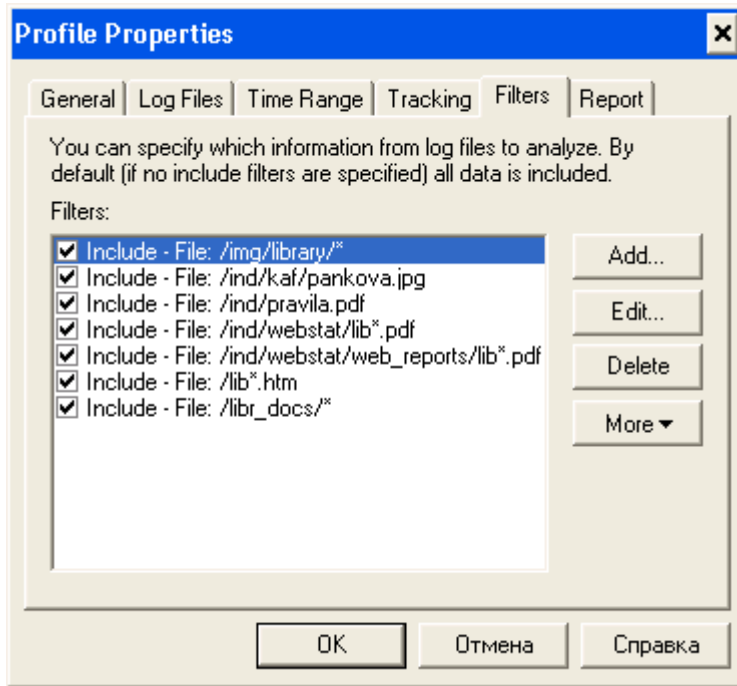 Profile Properties
General Log Files Time Range Tracking Filters Report
You can specify which information from log files to analyze. By
default (if no include filters are specified) all data is included.
Filters:
Include - File: /img/library/*
Include - File: /ind/kaf/pankova.jpg
Include - File: /ind/pravila.pdf
Include - File: /ind/webstat/lib*.pdf
Include - File: /ind/webstat/web_reports/lib*.pdf
Include - File: /lib*.htm
Include - File: /libr_docs/*
Add...
Edit...
Delete
More
OK Отмена Справка